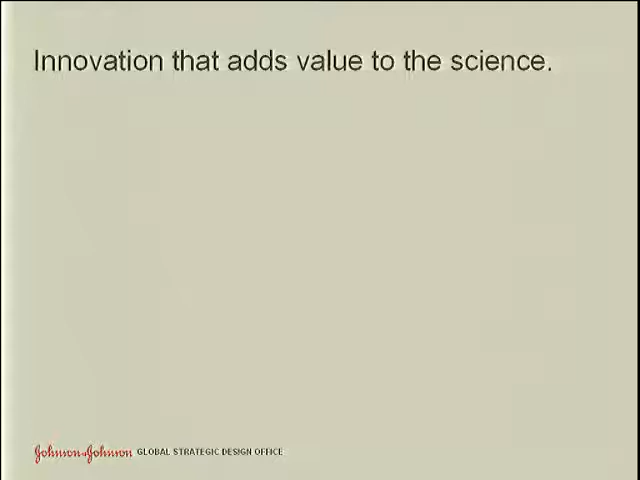 Innovation that adds value to the science.
Johnson & Johnson GLOBAL STRATEGIC DESIGN OFFICE